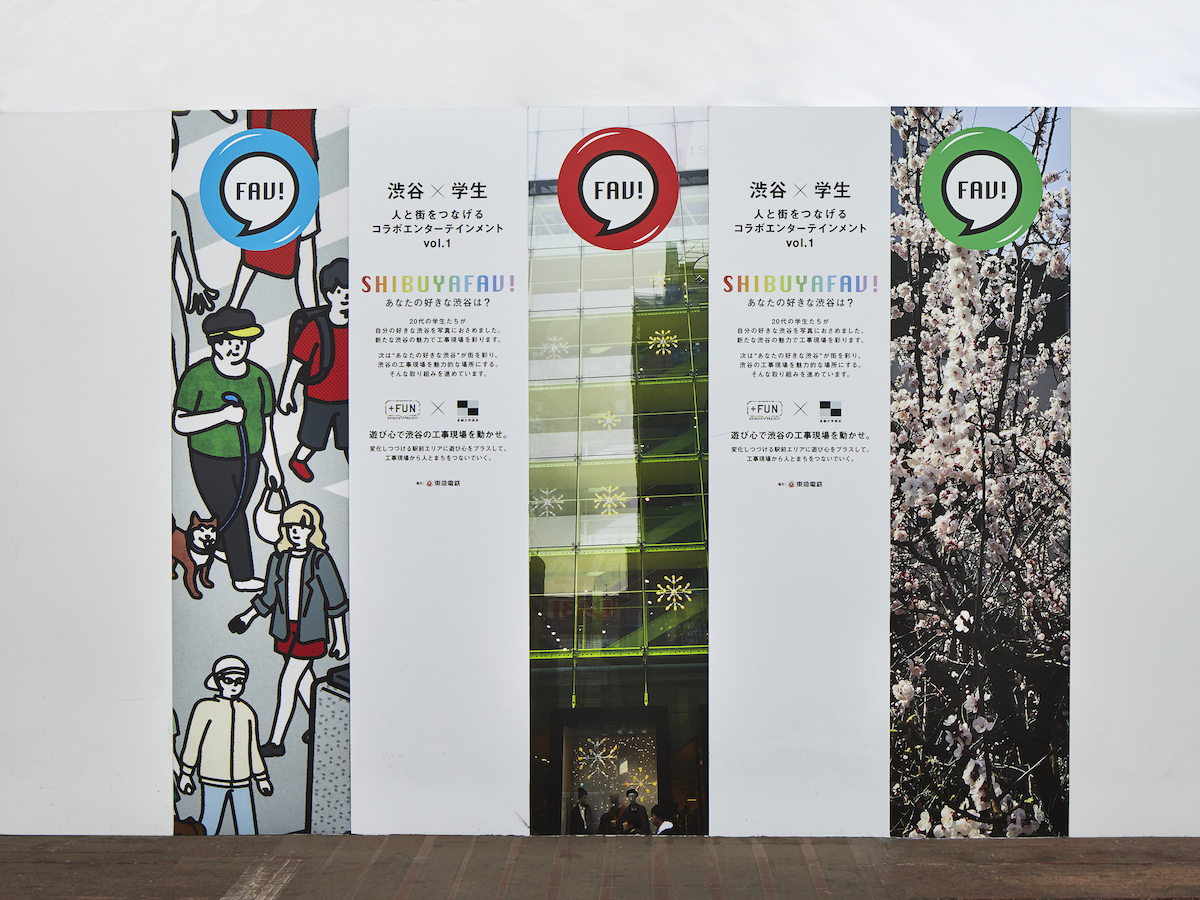 FAV!
渋谷×学生
人と街をつなげる
コラボエンターテインメント
vol.1
SHIBUYAFAV!
あなたの好きな渋谷は?
20代の学生たちが
自分の好きな渋谷を写真におさめました。
新たな渋谷の魅力で工事現場を彩ります。
次は"あなたの好きな渋谷"が街を彩り、
渋谷の工事現場を魅力的な場所にする。
そんな取り組みを進めています。
+FUN ×
遊び心で渋谷の工事現場を動かせ。
変化しつづける駅前エリアに遊び心をプラスして、
工事現場から人とまちをつないでいく。
東急電鉄
FAV!
渋谷×学生
人と街をつなげる
コラボエンターテインメント
vol.1
SHIBUYAFAV!
あなたの好きな渋谷は?
20代の学生たちが
自分の好きな渋谷を写真におさめました。
新たな渋谷の魅力で工事現場を彩ります。
次は"あなたの好きな渋谷"が街を彩り、
渋谷の工事現場を魅力的な場所にする。
そんな取り組みを進めています。
+FUN ×
遊び心で渋谷の工事現場を動かせ。
変化しつづける駅前エリアに遊び心をプラスして、
工事現場から人とまちをつないでいく。
東急電鉄
FAV!